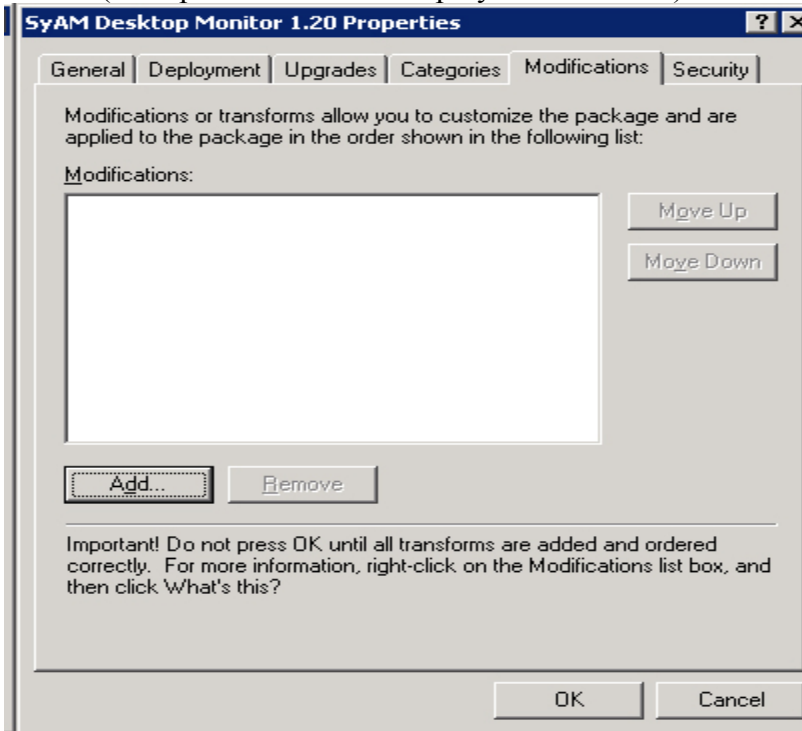 SyAM Desktop Monitor 1.20 Properties
General Deployment Upgrades Categories Modifications Security
Modifications or transforms allow you to customize the package and are
applied to the package in the order shown in the following list:
Modifications:
Move Up
Move Down
Add... Remove
Important! Do not press OK until all transforms are added and ordered
correctly. For more information, right-click on the Modifications list box, and
then click What's this?
OK Cancel